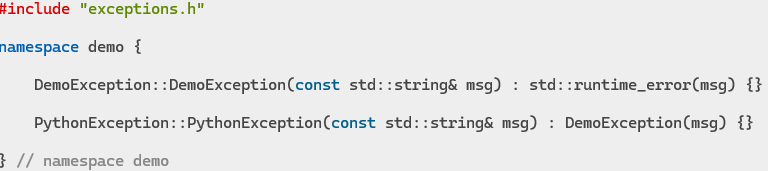 #include "exceptions.h"
namespace demo {
DemoException::DemoException(const std::string& msg) : std::runtime_error(msg) {}
PythonException::PythonException(const std::string& msg) : DemoException(msg) {}
} // namespace demo